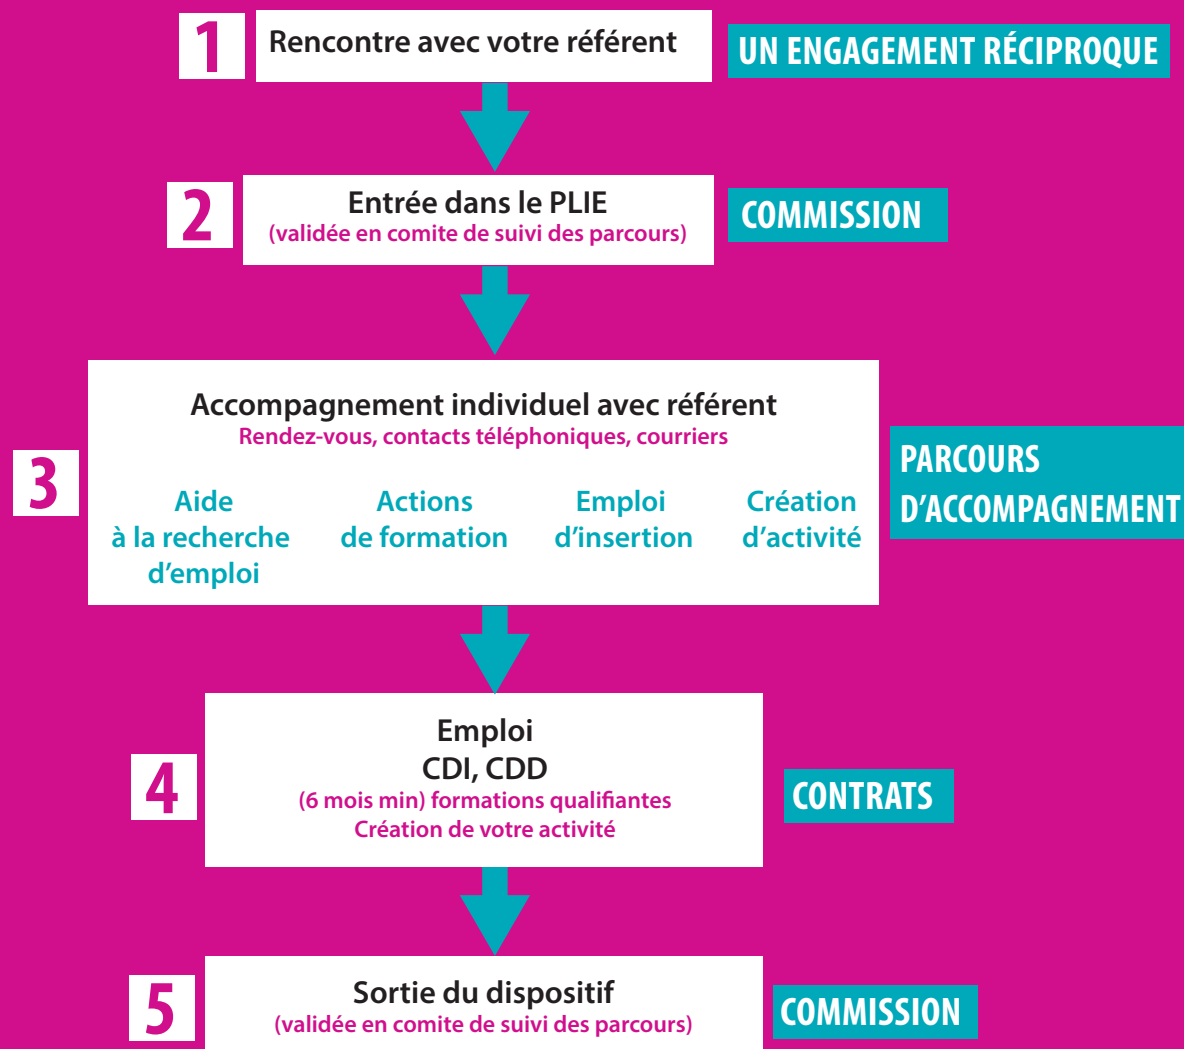 1
Rencontre avec votre référent
UN ENGAGEMENT RÉCIPROQUE
2
Entrée dans le PLIE
(validée en comite de suivi des parcours)
COMMISSION
3
Accompagnement individuel avec référent
Rendez-vous, contacts téléphoniques, courriers
Aide
à la recherche
d'emploi
Actions
de formation
Emploi
d'insertion
Création
d'activité
PARCOURS
D'ACCOMPAGNEMENT
4
Emploi
CDI, CDD
(6 mois min) formations qualifiantes
Création de votre activité
CONTRATS
5
Sortie du dispositif
(validée en comite de suivi des parcours)
COMMISSION